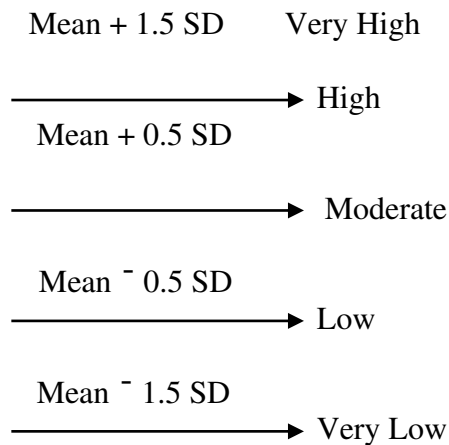 Mean + 1.5 SD Very High
High
Mean + 0.5 SD
Moderate
Mean - 0.5 SD
Low
Mean - 1.5 SD
Very Low